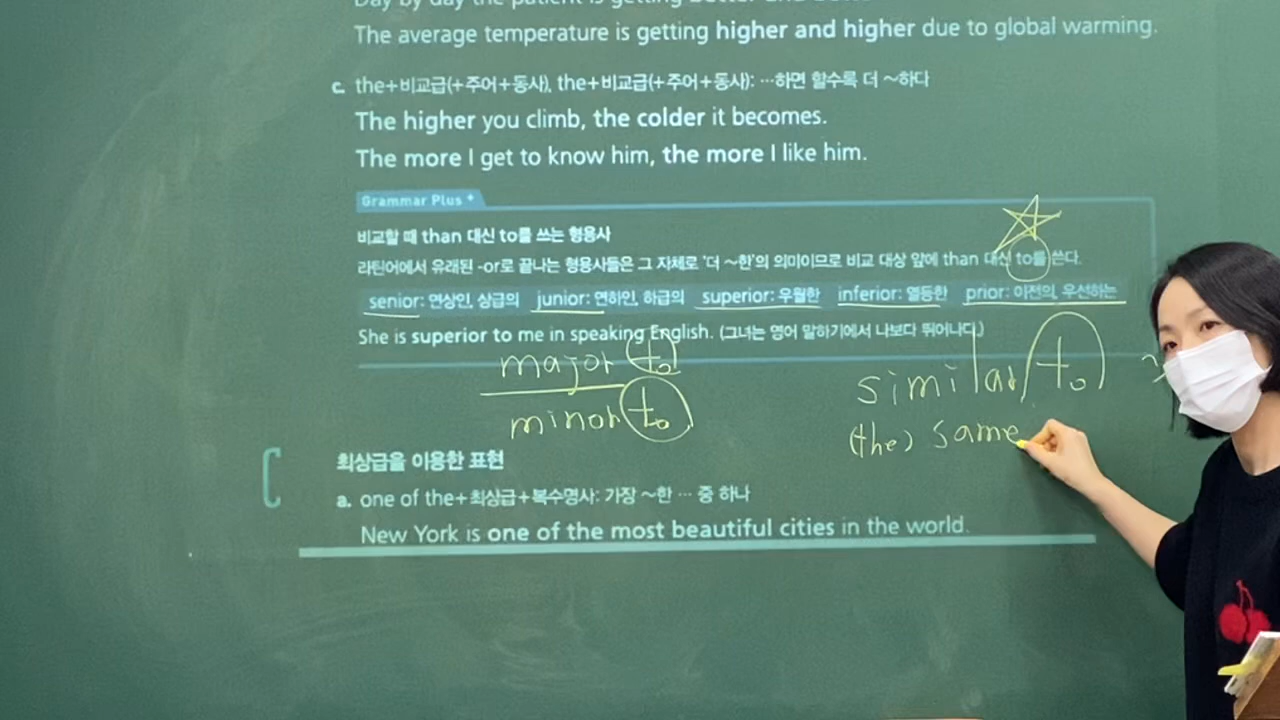 Day by day the patient is getting better and
The average temperature is getting higher and higher due to global warming.
c. the+비교급(+주어+동사), the+비교급(+주어+동사): …하면 할수록 더 ~하다
The higher you climb, the colder it becomes.
The more I get to know him, the more I like him.
Grammar Plus +
비교할 때 than 대신 to를 쓰는 형용사
라틴어에서 유래된 -or로 끝나는 형용사들은 그 자체로 '더 ~한'의 의미이므로 비교 대상 앞에 than 대신 to를 쓴다.
senior: 연상인, 상급의 junior: 연하인, 하급의 superior: 우월한 inferior: 열등한 prior: 이전의, 우선하는
She is superior to me in speaking English. (그녀는 영어 말하기에서 나보다 뛰어나다.)
major to
similar to
minor to
(the) same
C 최상급을 이용한 표현
a. one of the+최상급+복수명사: 가장 ~한 … 중 하나
New York is one of the most beautiful cities in the world.